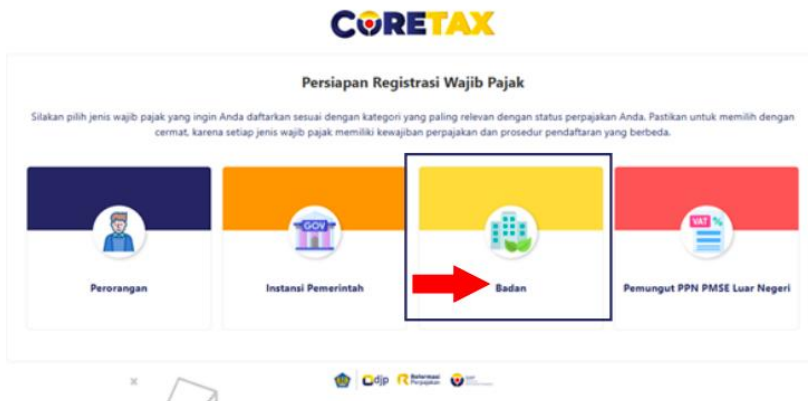 CORETAX
Persiapan Registrasi Wajib Pajak
Silakan pilih jenis wajib pajak yang ingin Anda daftarkan sesuai dengan kategori yang paling relevan dengan status perpajakan Anda. Pastikan untuk memilih dengan
cermat, karena setiap jenis wajib pajak memiliki kewajiban perpajakan dan prosedur pendaftaran yang berbeda.
GOV
VAT %
Perorangan
Instansi Pemerintah
Badan
Pemungut PPN PMSE Luar Negeri
djp
Reformasi
Perpajakan